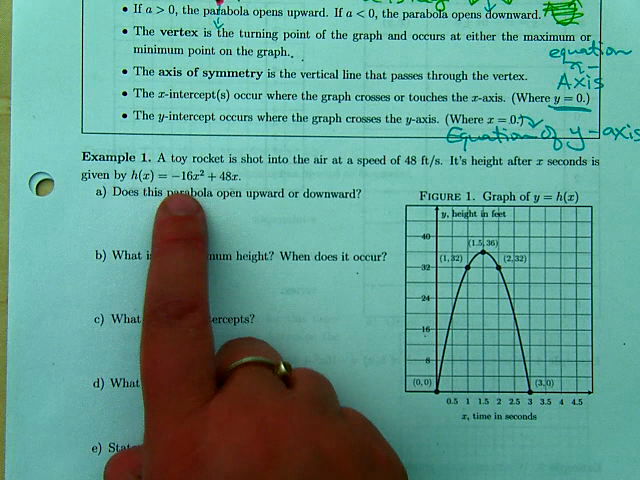 • If a > 0, the parabola opens upward. If a < 0, the parabola opens downward.
• The vertex is the turning point of the graph and occurs at either the maximum or
minimum point on the graph.
equation
x-
Axis
• The axis of symmetry is the vertical line that passes through the vertex.
• The x-intercept(s) occur where the graph crosses or touches the x-axis. (Where y = 0.)
• The y-intercept occurs where the graph crosses the y-axis. (Where x = 0.)
Equation of y-axis
Example 1. A toy rocket is shot into the air at a speed of 48 ft/s. It's height after x seconds is
given by h(x) = −16x² + 48x.
a) Does this parabola open upward or downward?
b) What height? When does it occur?
c) What
d) What
e)
FIGURE 1. Graph of y = h(x)
y, height in feet
40
(1.5, 36)
(1, 32)
(2, 32)
32
24
16
8
(0, 0)
(3, 0)
0.5 1 1.5 2 2.5 3 3.5 4 4.5
x, time in seconds